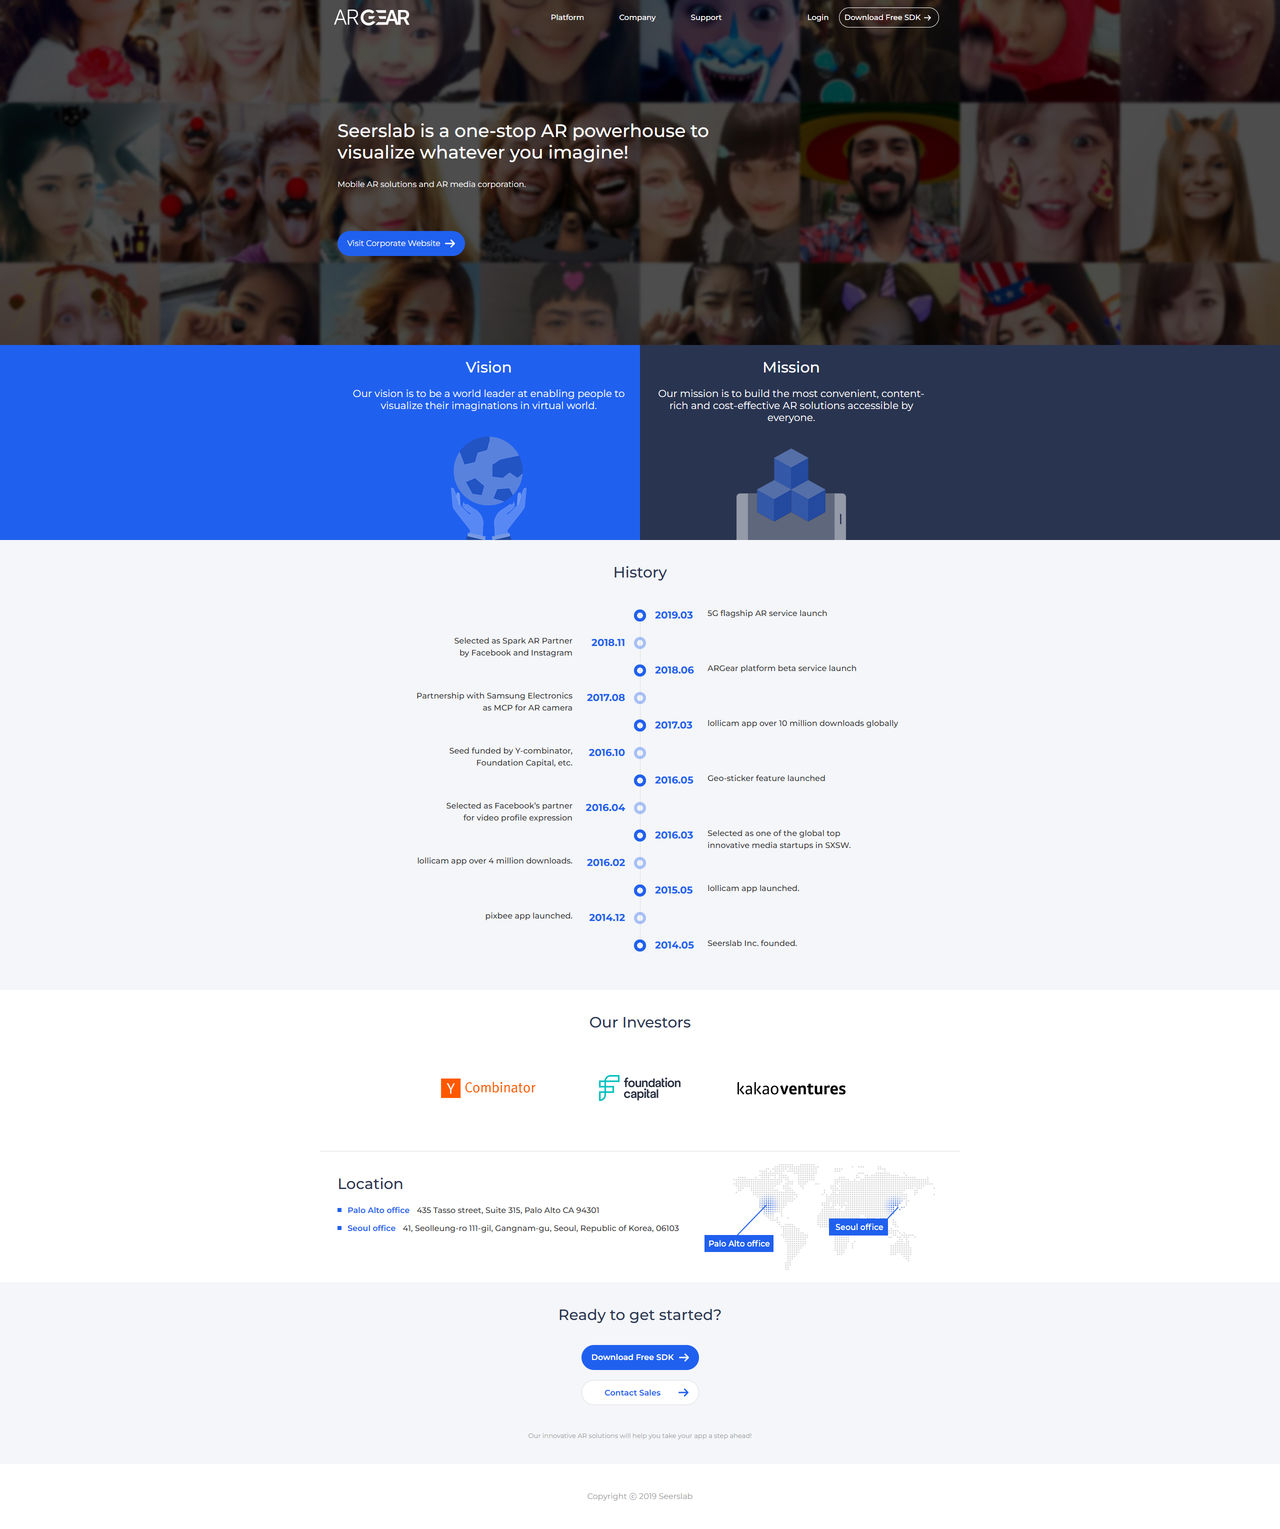 ARGEAR
Platform
Company
Support
Login
Download Free SDK
Seerslab is a one-stop AR powerhouse to
visualize whatever you imagine!
Mobile AR solutions and AR media corporation.
Visit Corporate Website
Vision
Our vision is to be a world leader at enabling people to
visualize their imaginations in virtual world.
Mission
Our mission is to build the most convenient, content-
rich and cost-effective AR solutions accessible by
everyone.
History
2019.03 5G flagship AR service launch
Selected as Spark AR Partner 2018.11
by Facebook and Instagram
2018.06 ARGear platform beta service launch
Partnership with Samsung Electronics 2017.08
as MCP for AR camera
2017.03 lollicam app over 10 million downloads globally
Seed funded by Y-combinator, 2016.10
Foundation Capital, etc.
2016.05 Geo-sticker feature launched
Selected as Facebook's partner 2016.04
for video profile expression
2016.03 Selected as one of the global top
innovative media startups in SXSW.
lollicam app over 4 million downloads. 2016.02
2015.05 lollicam app launched.
pixbee app launched. 2014.12
2014.05 Seerslab Inc. founded.
Our Investors
Y Combinator
foundation
capital
kakaoventures
Location
Palo Alto office 435 Tasso street, Suite 315, Palo Alto CA 94301
Seoul office 41, Seolleung-ro 111-gil, Gangnam-gu, Seoul, Republic of Korea, 06103
Seoul office
Palo Alto office
Ready to get started?
Download Free SDK
Contact Sales
Our innovative AR solutions will help you take your app a step ahead!
Copyright ⓒ 2019 Seerslab